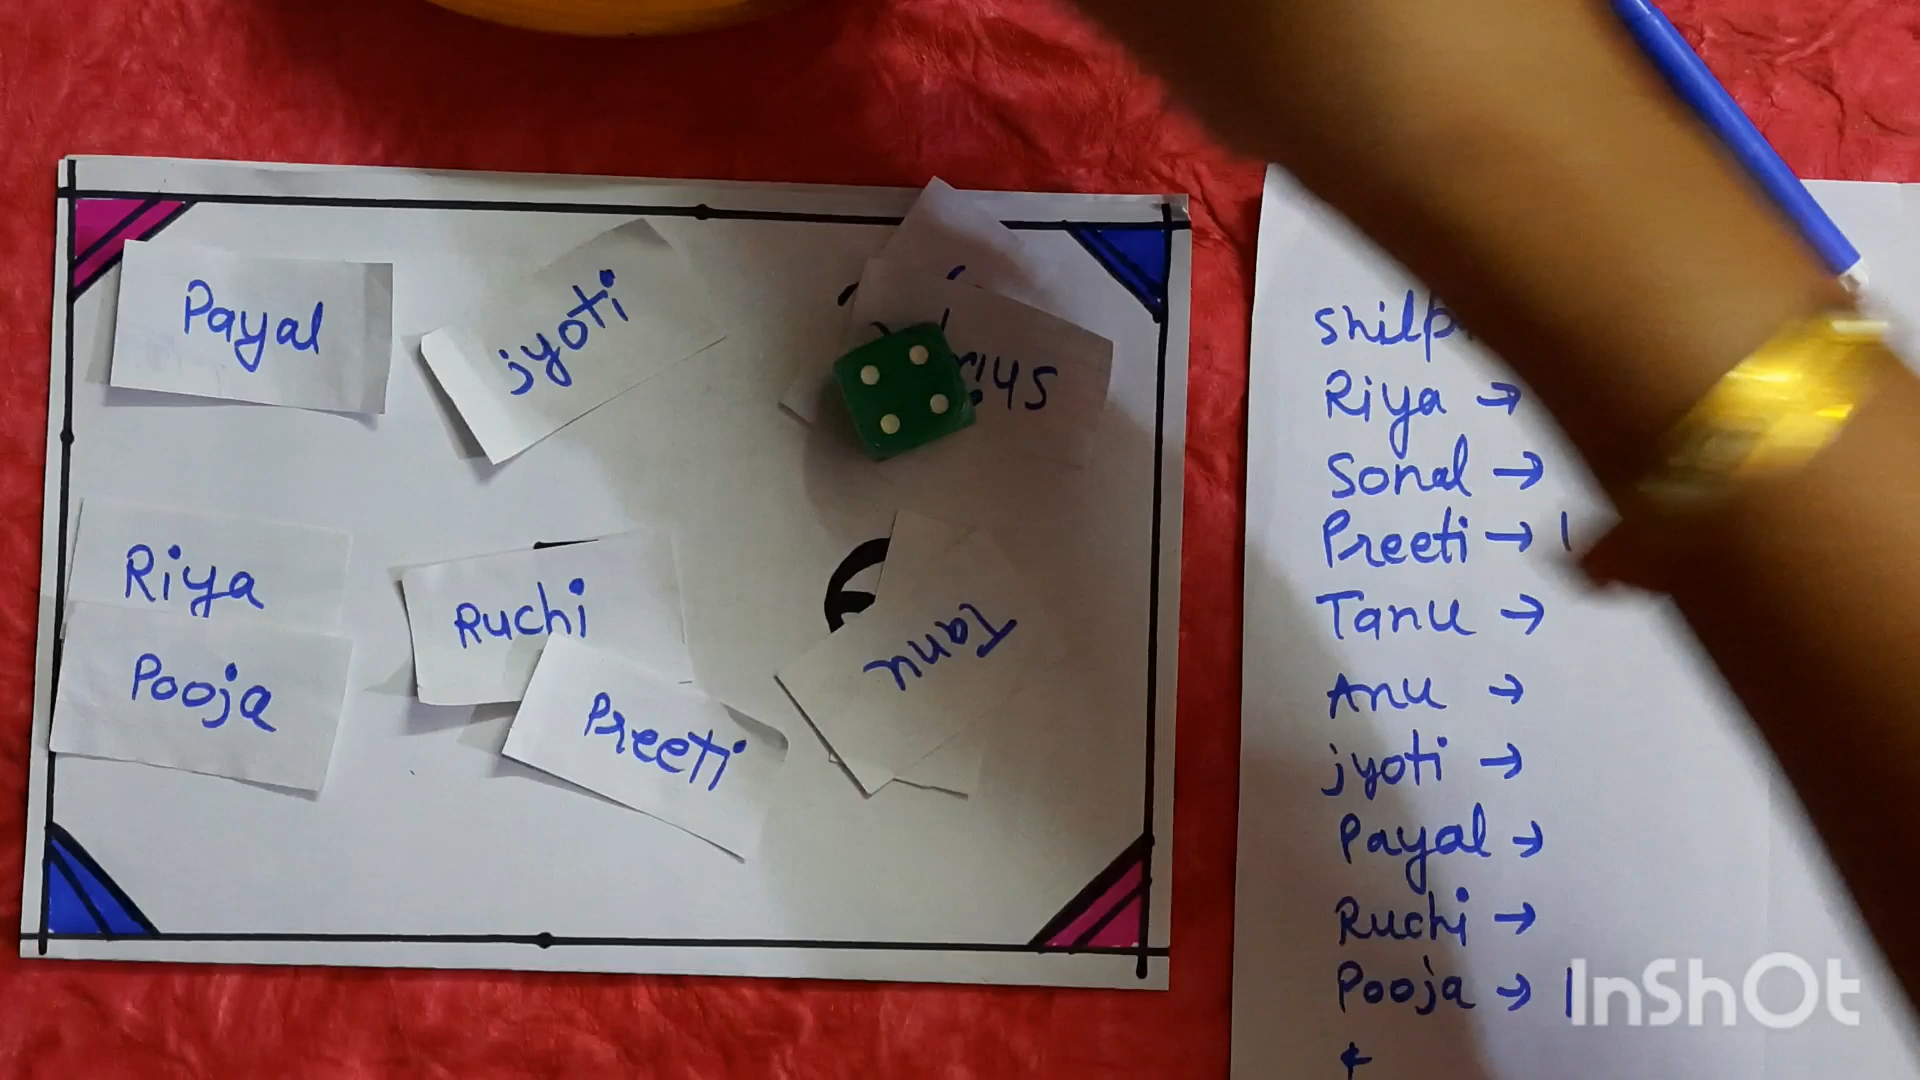 Payal
jyoti
Riya
Ruchi
Tanu
Pooja
Preeti
Riya →
Sonal →
Preeti → |
Tanu →
Anu →
jyoti →
Payal →
Ruchi →
Pooja → |
InShOt